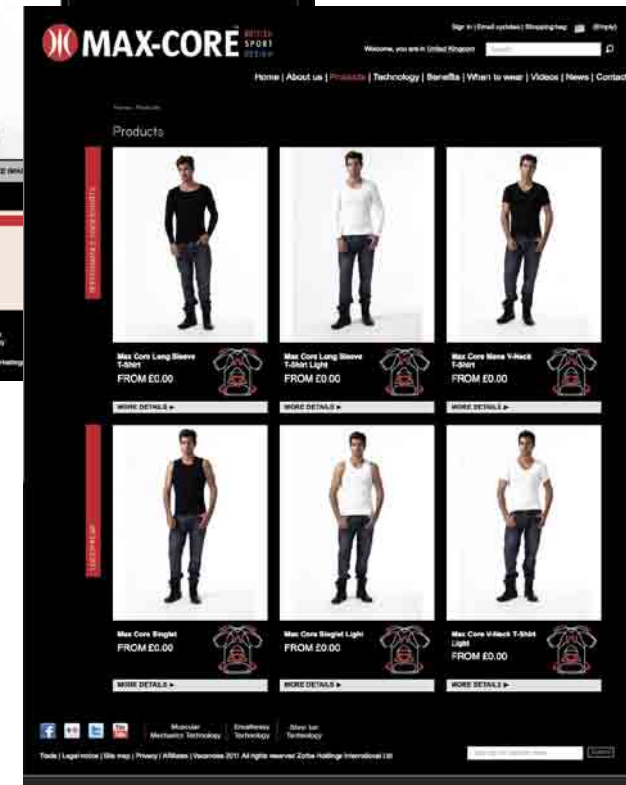 MAX-CORE
BRITISH
SPORT
DESIGN
Sign in | Email updates | Shopping bag (Empty)
Welcome, you are in United Kingdom
Search
Home | About us | Products | Technology | Benefits | When to wear | Videos | News | Contact
Home > Products
Products
Max Core Long Sleeve
T-Shirt
FROM £0.00
MORE DETAILS ▶
Max Core Long Sleeve
T-Shirt Light
FROM £0.00
MORE DETAILS ▶
Max Core Mens V-Neck
T-Shirt
FROM £0.00
MORE DETAILS ▶
Max Core Singlet
FROM £0.00
MORE DETAILS ▶
Max Core Singlet Light
FROM £0.00
MORE DETAILS ▶
Max Core V-Neck T-Shirt
Light
FROM £0.00
MORE DETAILS ▶
Muscular
Mechanics Technology
Technology
Technology
Trade | Legal notice | Site map | Privacy | Affiliates | Vacancies 2011 All rights reserved Zorba Holdings International Ltd